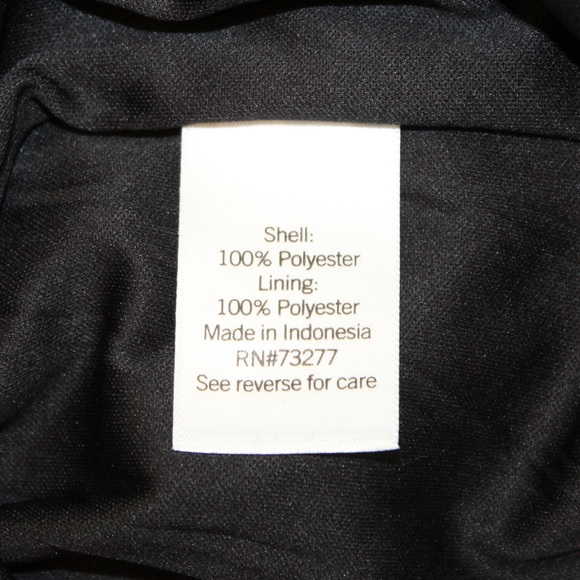 Shell:
100% Polyester
Lining:
100% Polyester
Made in Indonesia
RN#73277
See reverse for care